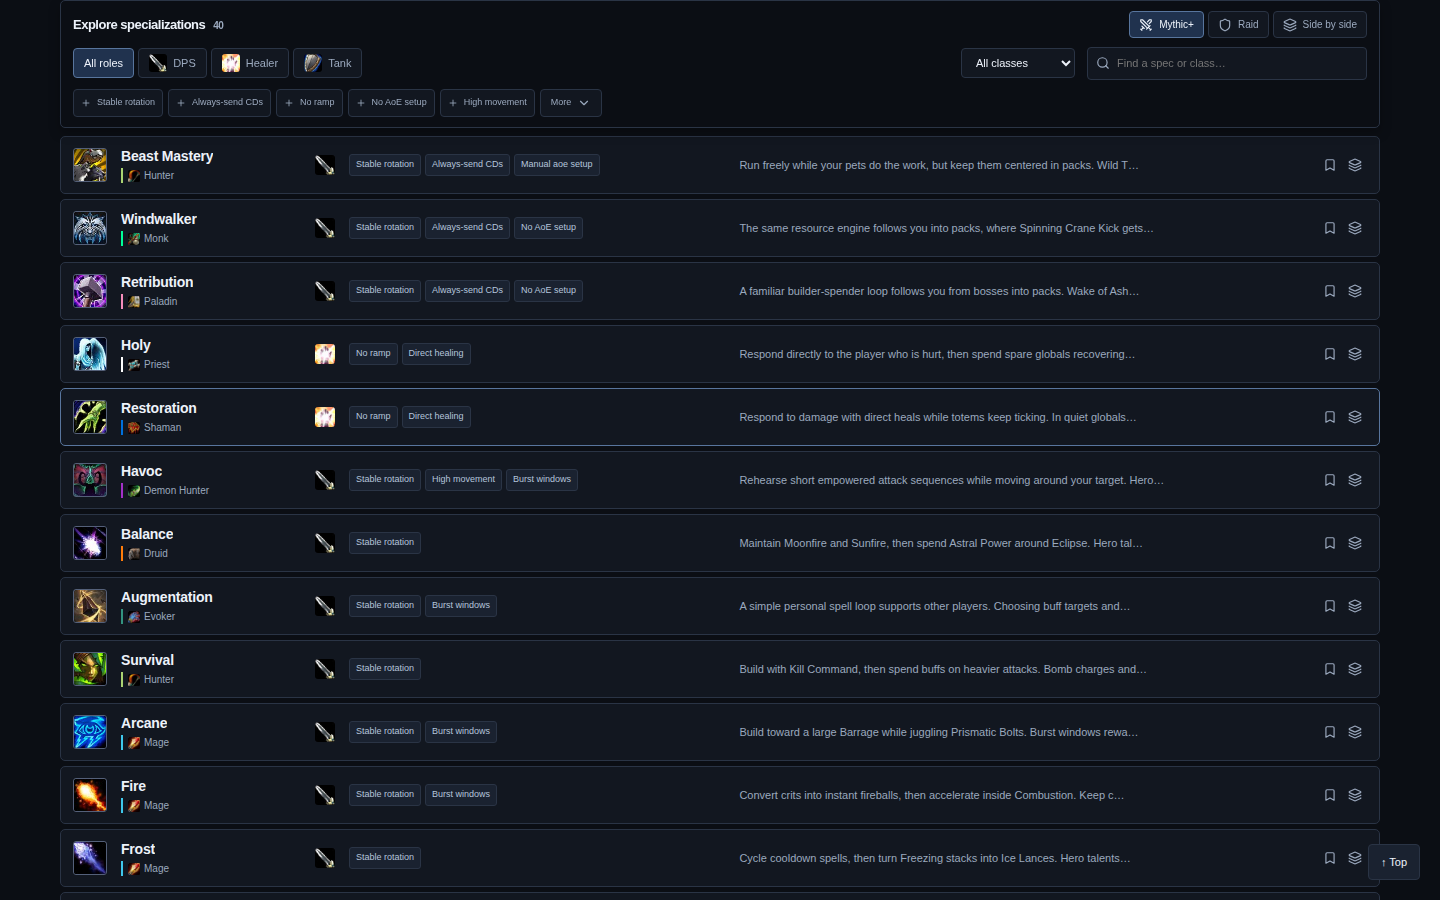 Explore specializations 40
Mythic+ Raid Side by side
All roles DPS Healer Tank
All classes Find a spec or class…
+ Stable rotation + Always-send CDs + No ramp + No AoE setup + High movement More
Beast Mastery
Hunter
Stable rotation Always-send CDs Manual aoe setup
Run freely while your pets do the work, but keep them centered in packs. Wild T…
Windwalker
Monk
Stable rotation Always-send CDs No AoE setup
The same resource engine follows you into packs, where Spinning Crane Kick gets…
Retribution
Paladin
Stable rotation Always-send CDs No AoE setup
A familiar builder-spender loop follows you from bosses into packs. Wake of Ash…
Holy
Priest
No ramp Direct healing
Respond directly to the player who is hurt, then spend spare globals recovering…
Restoration
Shaman
No ramp Direct healing
Respond to damage with direct heals while totems keep ticking. In quiet globals…
Havoc
Demon Hunter
Stable rotation High movement Burst windows
Rehearse short empowered attack sequences while moving around your target. Hero…
Balance
Druid
Stable rotation
Maintain Moonfire and Sunfire, then spend Astral Power around Eclipse. Hero tal…
Augmentation
Evoker
Stable rotation Burst windows
A simple personal spell loop supports other players. Choosing buff targets and…
Survival
Hunter
Stable rotation
Build with Kill Command, then spend buffs on heavier attacks. Bomb charges and…
Arcane
Mage
Stable rotation Burst windows
Build toward a large Barrage while juggling Prismatic Bolts. Burst windows rewa…
Fire
Mage
Stable rotation Burst windows
Convert crits into instant fireballs, then accelerate inside Combustion. Keep c…
Frost
Mage
Stable rotation
Cycle cooldown spells, then turn Freezing stacks into Ice Lances. Hero talents…
↑ Top